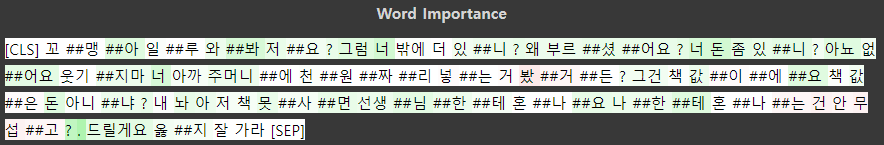 Word Importance
[CLS] 꼬 ##맹 ##아 일 ##루 와 ##봐 저 ##요 ? 그럼 너 밖에 더 있 ##니 ? 왜 부르 ##셨 ##어요 ? 너 돈 좀 있 ##니 ? 아뇨 없
##어요 웃기 ##지마 너 아까 주머니 ##에 천 ##원 ##짜 ##리 넣 ##는 거 봤 ##거 ##든 ? 그건 책 값 ##이 ##에 ##요 책 값
##은 돈 아니 ##냐 ? 내 놔 아 저 책 못 ##사 ##면 선생 ##님 ##한 ##테 혼 ##나 ##요 나 ##한 ##테 혼 ##나 ##는 건 안 무
섭 ##고 ? . 드릴게요 옳 ##지 잘 가라 [SEP]